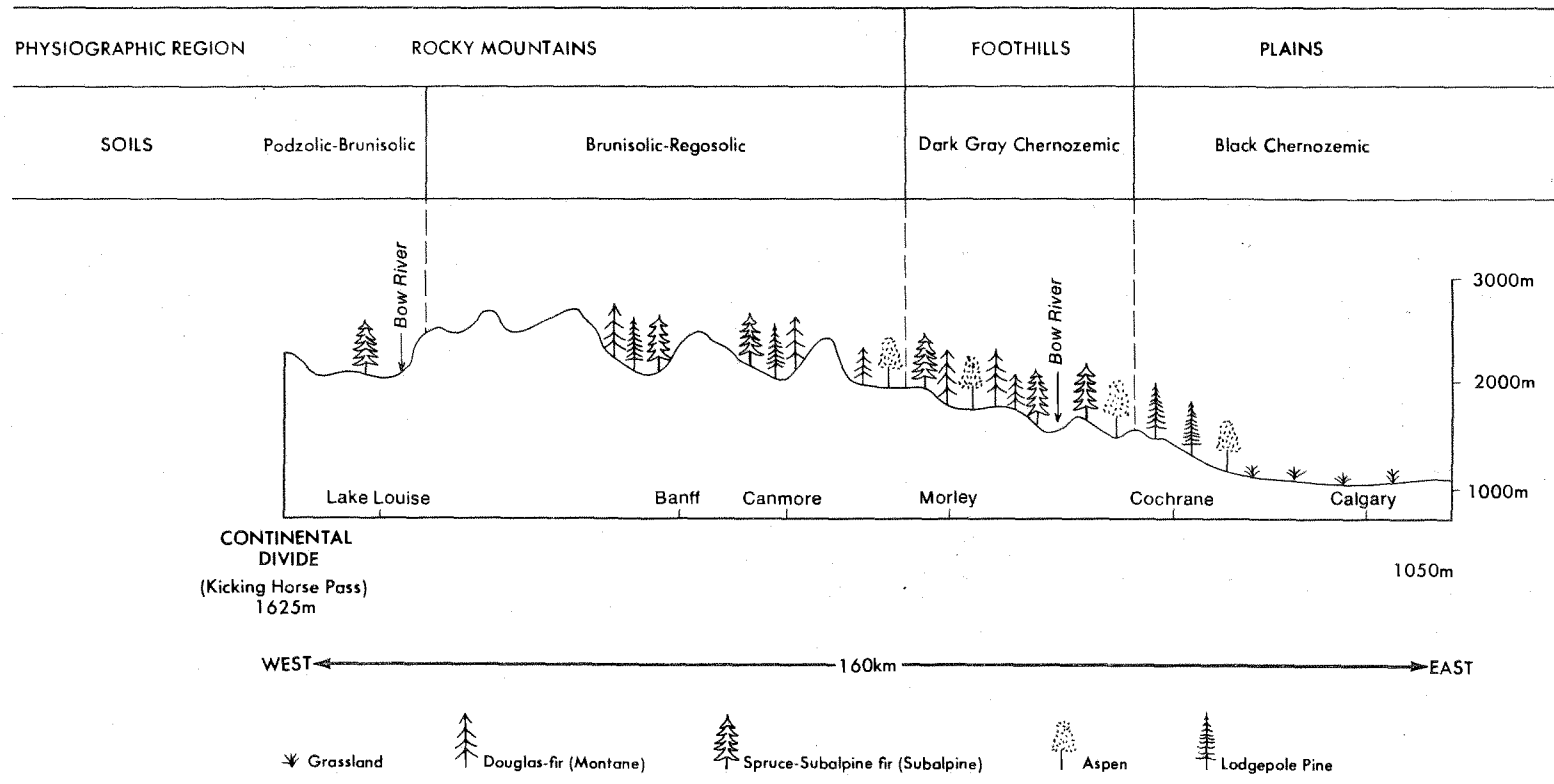 PHYSIOGRAPHIC REGION ROCKY MOUNTAINS FOOTHILLS PLAINS
SOILS Podzolic-Brunisolic Brunisolic-Regosolic Dark Gray Chernozemic Black Chernozemic
Bow River
Bow River
3000m
2000m
1000m
Lake Louise Banff Canmore Morley Cochrane Calgary
CONTINENTAL
DIVIDE
(Kicking Horse Pass)
1625m
1050m
WEST 160km EAST
Grassland Douglas-fir (Montane) Spruce-Subalpine fir (Subalpine) Aspen Lodgepole Pine